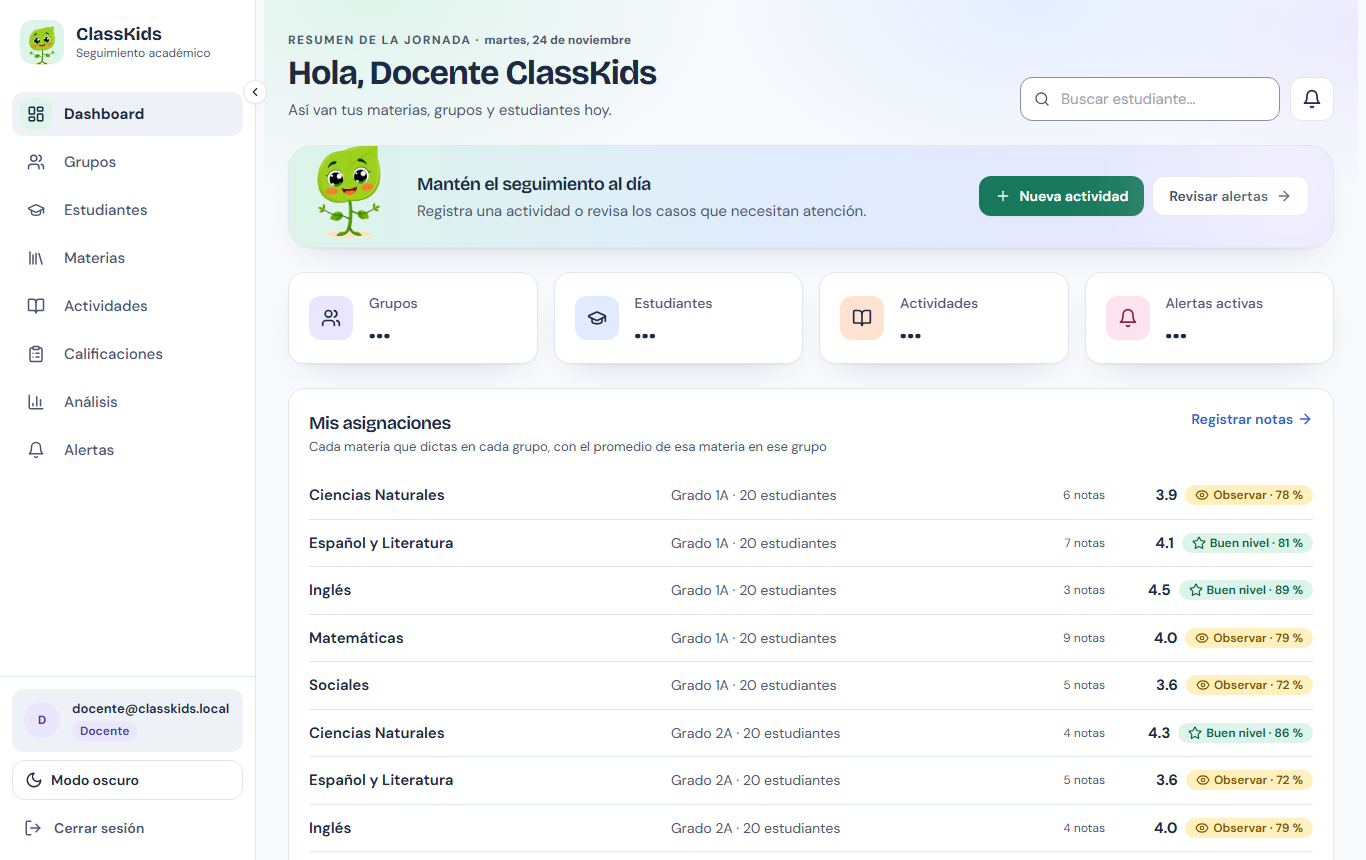 ClassKids
Seguimiento académico
Dashboard
Grupos
Estudiantes
Materias
Actividades
Calificaciones
Análisis
Alertas
D
docente@classkids.local
Docente
Modo oscuro
Cerrar sesión
RESUMEN DE LA JORNADA · martes, 24 de noviembre
Hola, Docente ClassKids
Así van tus materias, grupos y estudiantes hoy.
Buscar estudiante...
Mantén el seguimiento al día
Registra una actividad o revisa los casos que necesitan atención.
Nueva actividad
Revisar alertas
Grupos
...
Estudiantes
...
Actividades
...
Alertas activas
...
Mis asignaciones
Registrar notas
Cada materia que dictas en cada grupo, con el promedio de esa materia en ese grupo
Ciencias Naturales Grado 1A · 20 estudiantes 6 notas 3.9 Observar · 78 %
Español y Literatura Grado 1A · 20 estudiantes 7 notas 4.1 Buen nivel · 81 %
Inglés Grado 1A · 20 estudiantes 3 notas 4.5 Buen nivel · 89 %
Matemáticas Grado 1A · 20 estudiantes 9 notas 4.0 Observar · 79 %
Sociales Grado 1A · 20 estudiantes 5 notas 3.6 Observar · 72 %
Ciencias Naturales Grado 2A · 20 estudiantes 4 notas 4.3 Buen nivel · 86 %
Español y Literatura Grado 2A · 20 estudiantes 5 notas 3.6 Observar · 72 %
Inglés Grado 2A · 20 estudiantes 4 notas 4.0 Observar · 79 %